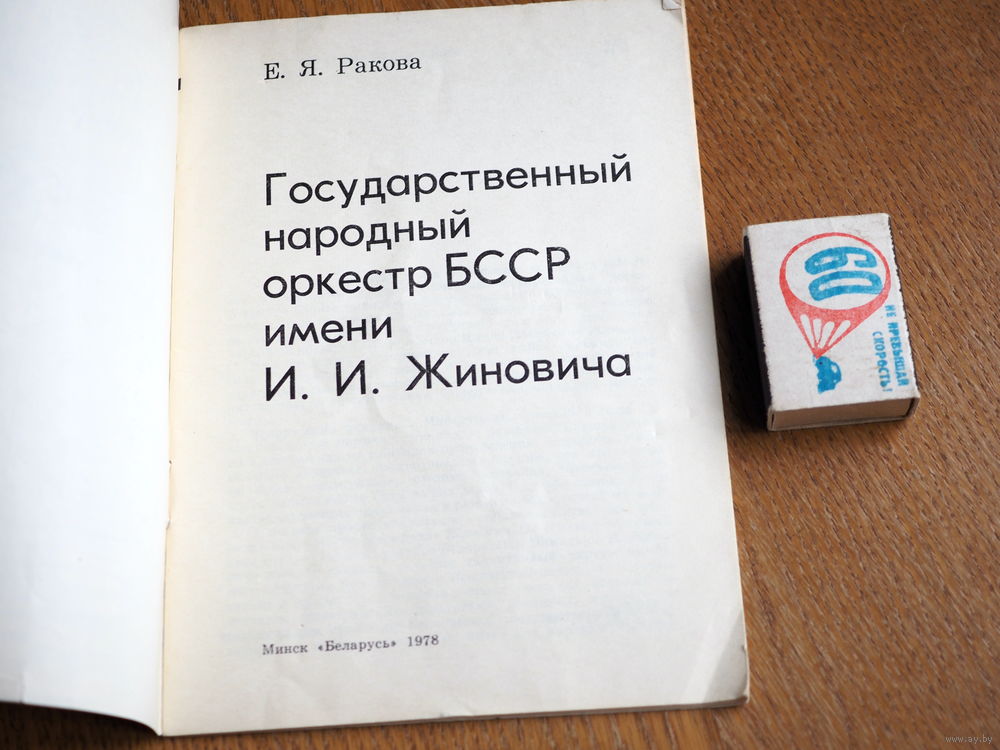 Е. Я. Ракова
Государственный
народный
оркестр БССР
имени
И. И. Жиновича
Минск «Беларусь» 1978
60
НЕ ПРЕВЫШАЙ
СКОРОСТЬ!
www.ay.by